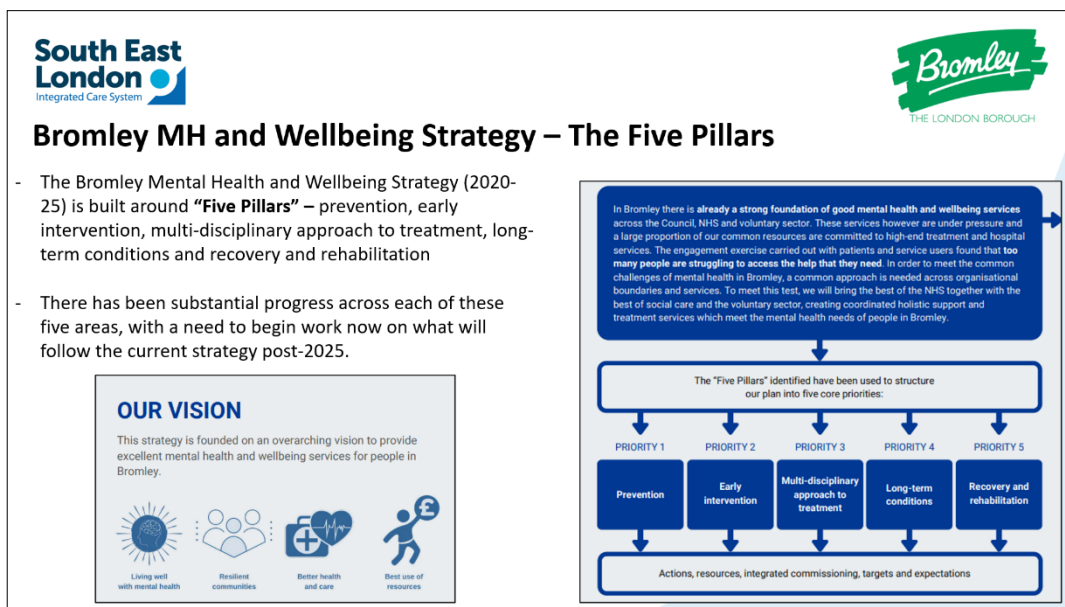 South East
London
Integrated Care System
Bromley
THE LONDON BOROUGH
Bromley MH and Wellbeing Strategy – The Five Pillars
- The Bromley Mental Health and Wellbeing Strategy (2020-
25) is built around “Five Pillars” – prevention, early
intervention, multi-disciplinary approach to treatment, long-
term conditions and recovery and rehabilitation
- There has been substantial progress across each of these
five areas, with a need to begin work now on what will
follow the current strategy post-2025.
OUR VISION
This strategy is founded on an overarching vision to provide
excellent mental health and wellbeing services for people in
Bromley.
£
Living well
with mental health
Resilient
communities
Better health
and care
Best use of
resources
In Bromley there is already a strong foundation of good mental health and wellbeing services
across the Council, NHS and voluntary sector. These services however are under pressure and
a large proportion of our common resources are committed to high-end treatment and hospital
services. The engagement exercise carried out with patients and service users found that too
many people are struggling to access the help that they need. In order to meet the common
challenges of mental health in Bromley, a common approach is needed across organisational
boundaries and services. To meet this test, we will bring the best of the NHS together with the
best of social care and the voluntary sector, creating coordinated holistic support and
treatment services which meet the mental health needs of people in Bromley.
The “Five Pillars” identified have been used to structure
our plan into five core priorities:
PRIORITY 1
PRIORITY 2
PRIORITY 3
PRIORITY 4
PRIORITY 5
Prevention
Early
intervention
Multi-disciplinary
approach to
treatment
Long-term
conditions
Recovery and
rehabilitation
Actions, resources, integrated commissioning, targets and expectations